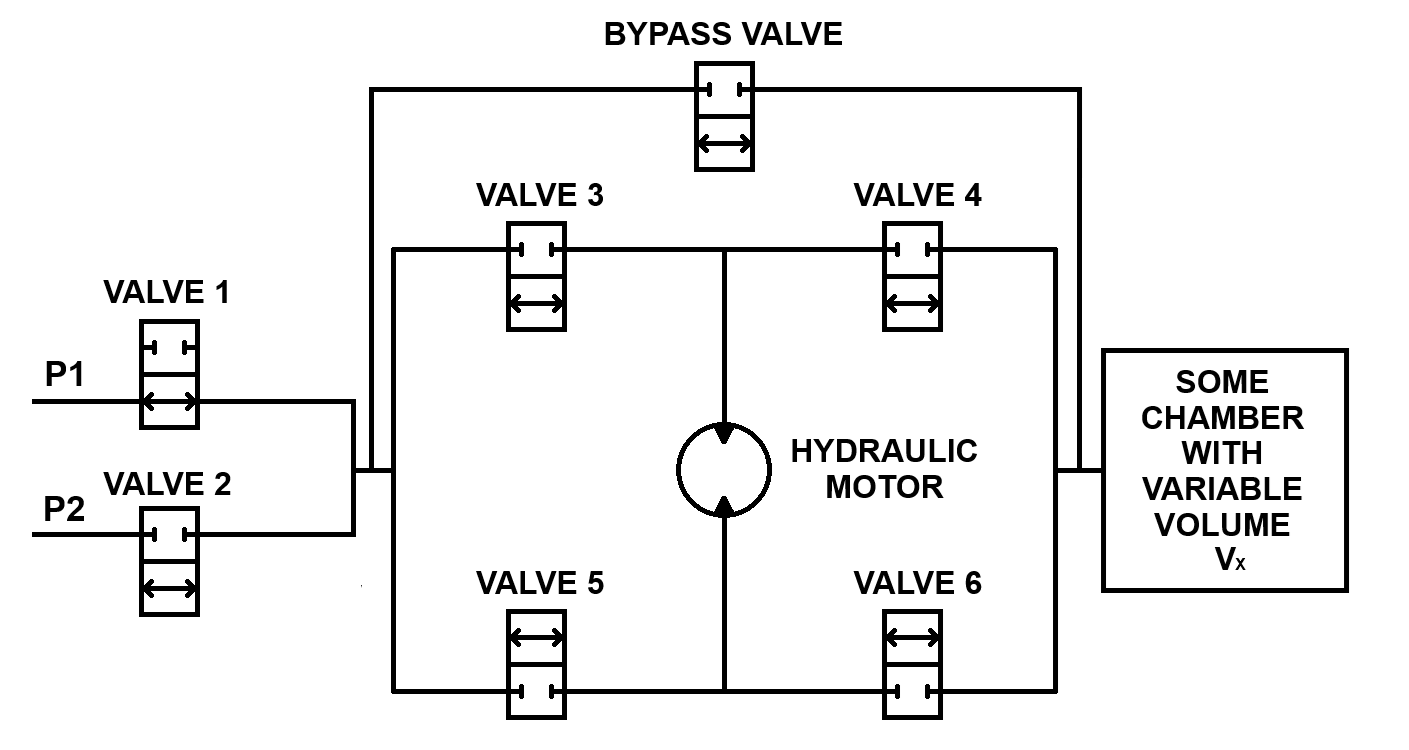 BYPASS VALVE
VALVE 3
VALVE 4
VALVE 1
P1
VALVE 2
P2
HYDRAULIC
MOTOR
SOME
CHAMBER
WITH
VARIABLE
VOLUME
Vx
VALVE 5
VALVE 6